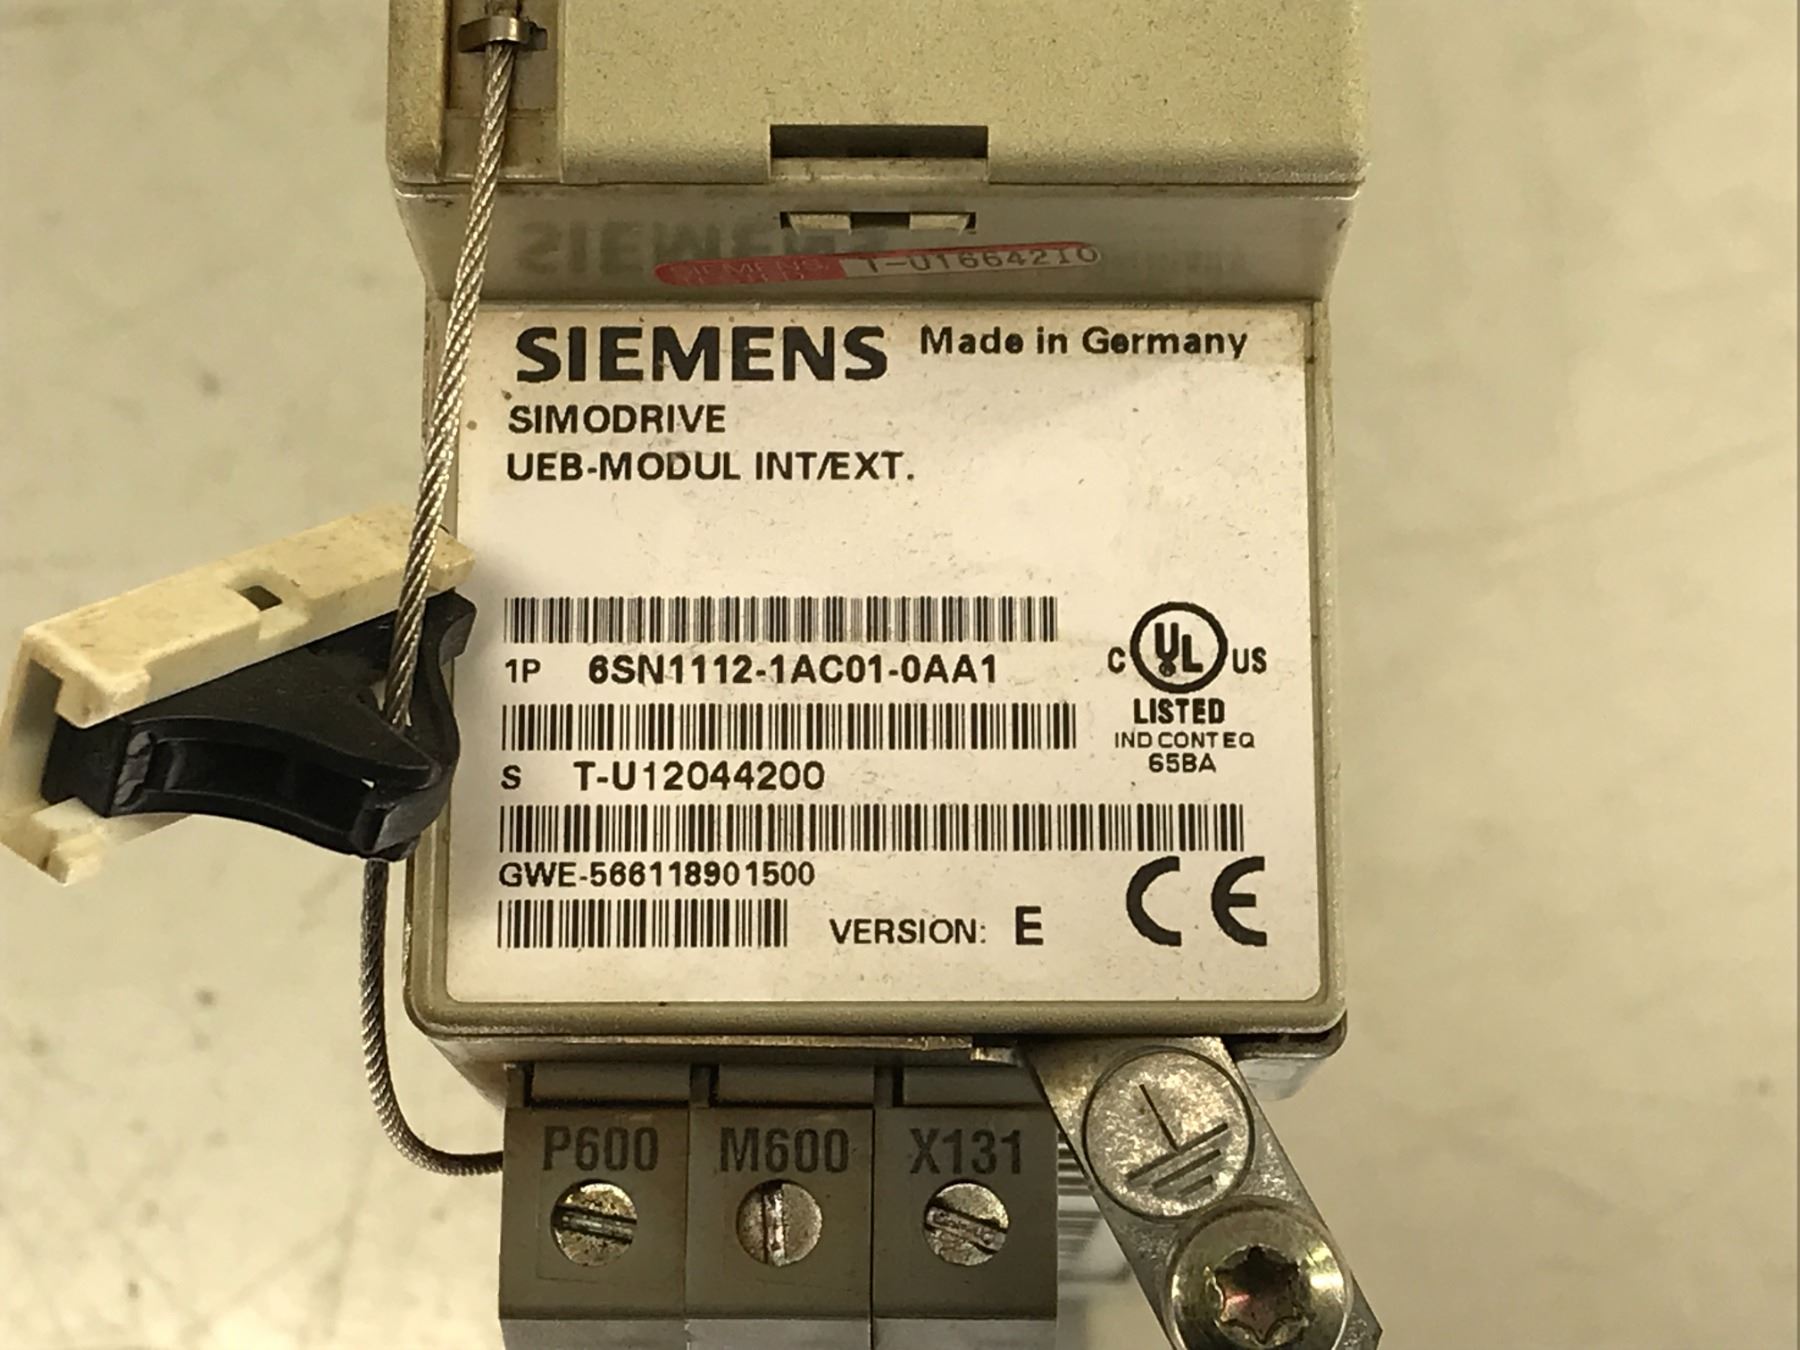 SIEMENS T-U1664210
SIEMENS Made in Germany
SIMODRIVE
UEB-MODUL INT/EXT.
1P 6SN1112-1AC01-0AA1
C UL US
LISTED
IND CONT EQ
65BA
S T-U12044200
GWE-566118901500
VERSION: E
CE
P600 M600 X131